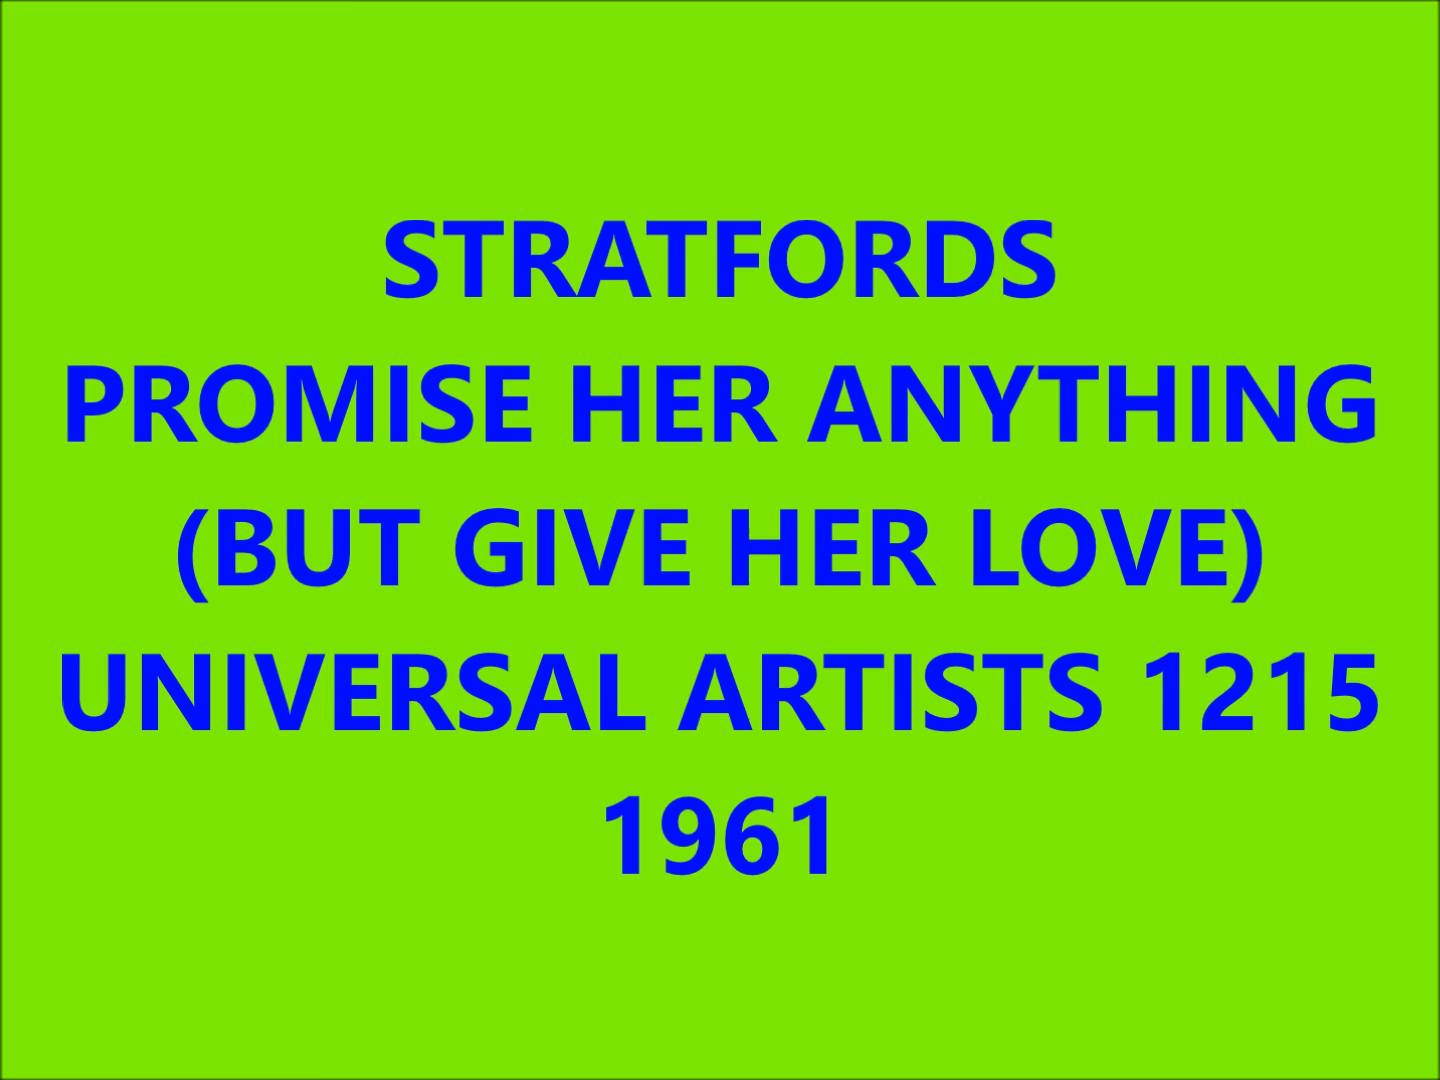 STRATFORDS
PROMISE HER ANYTHING
(BUT GIVE HER LOVE)
UNIVERSAL ARTISTS 1215
1961